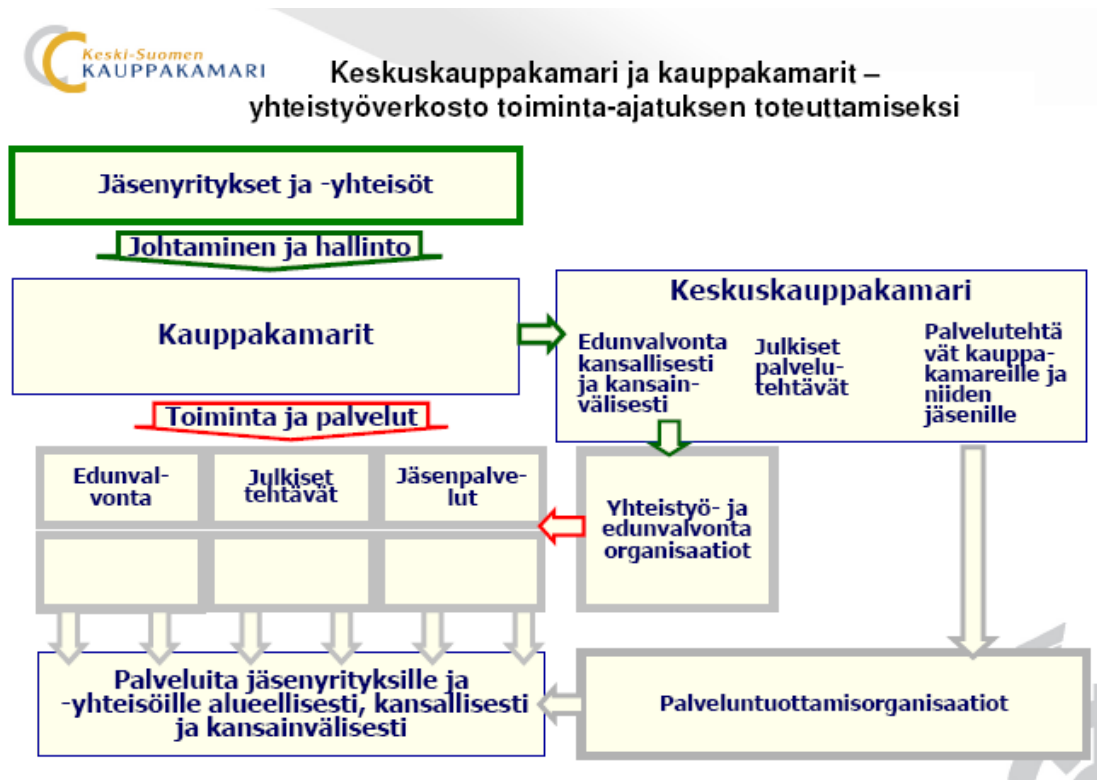 Keski-Suomen
KAUPPAKAMARI
Keskuskauppakamari ja kauppakamarit –
yhteistyöverkosto toiminta-ajatuksen toteuttamiseksi
Jäsenyritykset ja -yhteisöt
Johtaminen ja hallinto
Kauppakamarit
Keskuskauppakamari
Edunvalvonta
kansallisesti
ja kansain-
välisesti
Julkiset
palvelu-
tehtävät
Palvelutehtä
vät kauppa-
kamareille ja
niiden
jäsenille
Toiminta ja palvelut
Edunval-
vonta
Julkiset
tehtävät
Jäsenpalve-
lut
Yhteistyö- ja
edunvalvonta
organisaatiot
Palveluita jäsenyrityksille ja
-yhteisöille alueellisesti, kansallisesti
ja kansainvälisesti
Palveluntuottamisorganisaatiot